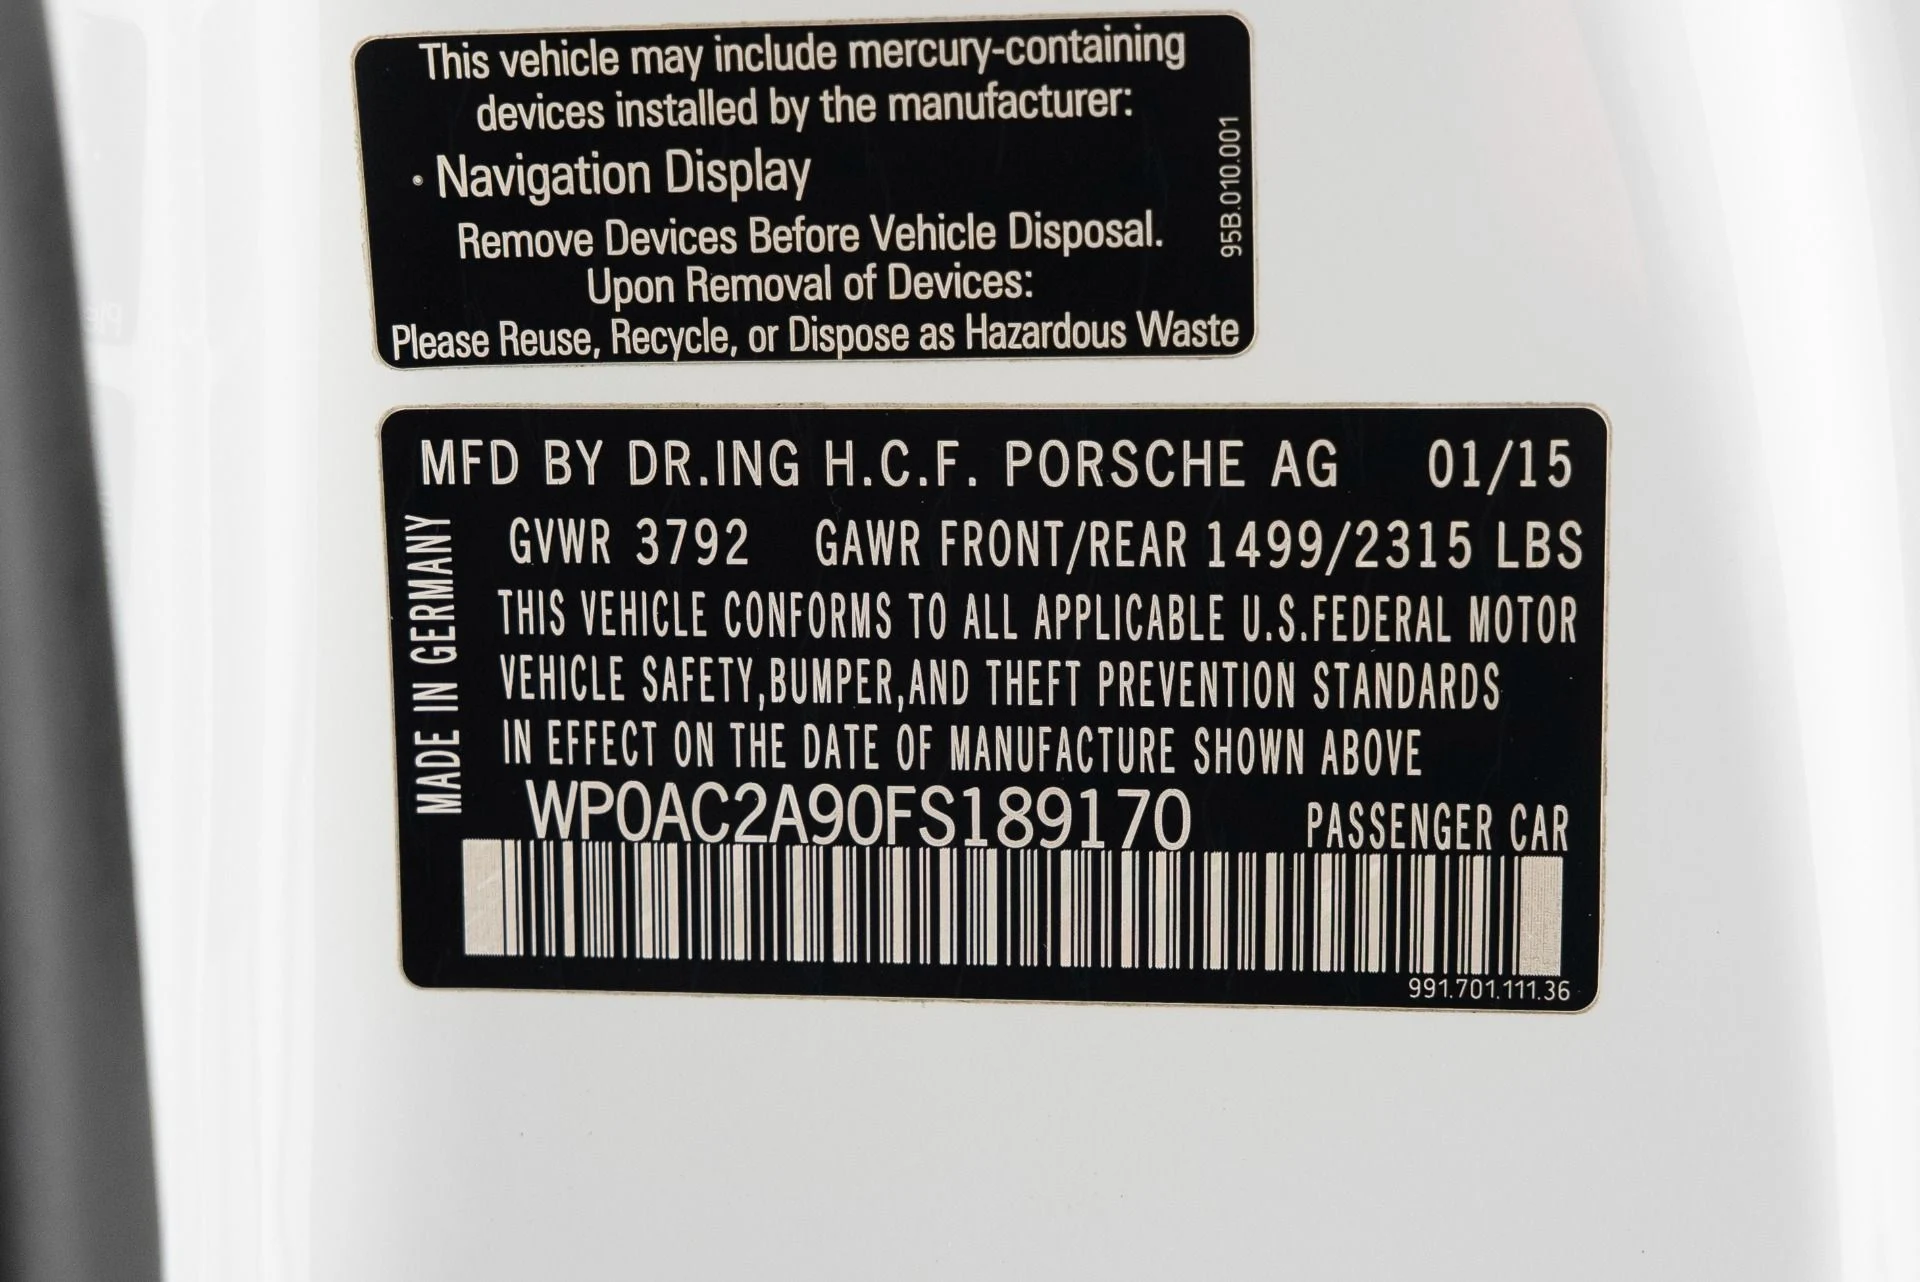 This vehicle may include mercury-containing
devices installed by the manufacturer:
· Navigation Display
Remove Devices Before Vehicle Disposal.
Upon Removal of Devices:
Please Reuse, Recycle, or Dispose as Hazardous Waste
95B.010.001
MFD BY DR.ING H.C.F. PORSCHE AG 01/15
GVWR 3792 GAWR FRONT/REAR 1499/2315 LBS
THIS VEHICLE CONFORMS TO ALL APPLICABLE U.S.FEDERAL MOTOR
VEHICLE SAFETY,BUMPER,AND THEFT PREVENTION STANDARDS
IN EFFECT ON THE DATE OF MANUFACTURE SHOWN ABOVE
MADE IN GERMANY
WP0AC2A90FS189170 PASSENGER CAR
991.701.111.36